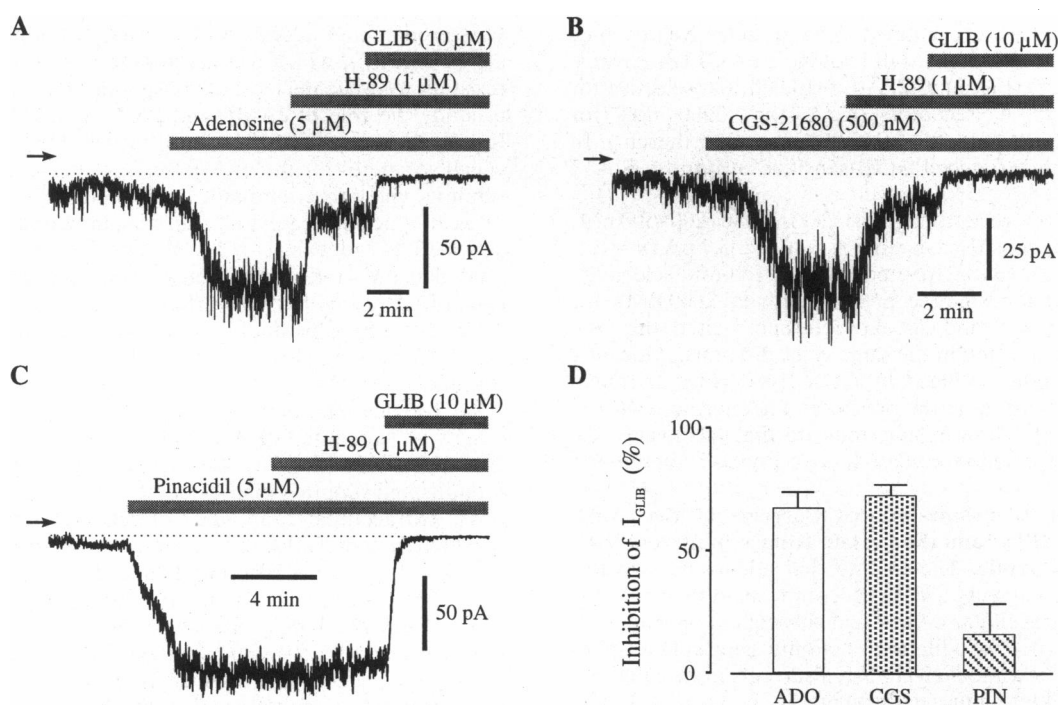 A
GLIB (10 µM)
H-89 (1 µM)
Adenosine (5 µM)
50 pA
2 min
B
GLIB (10 µM)
H-89 (1 µM)
CGS-21680 (500 nM)
25 pA
2 min
C
GLIB (10 µM)
H-89 (1 µM)
Pinacidil (5 µM)
4 min
50 pA
D
Inhibition of I_GLIB (%)
100
50
0
ADO CGS PIN